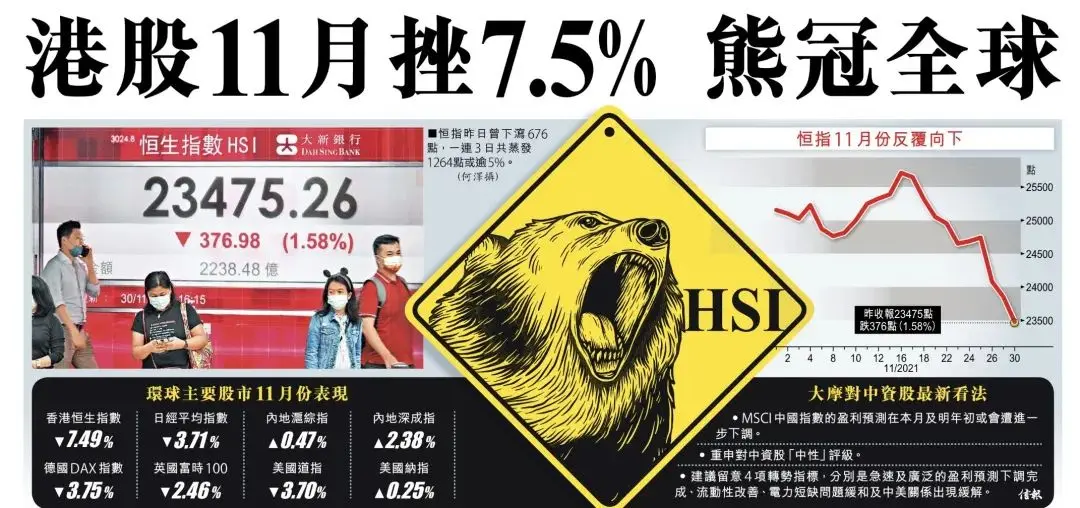 港股11月挫7.5% 熊冠全球
3024.8 恒生指數 HSI 大新銀行
DAH SING BANK
23475.26
▼ 376.98 (1.58%)
金額 2238.48 億
30/11 16:15
■恒指昨日曾下瀉676
點，一連3日共蒸發
1264點或逾5%。
(何澤攝)
HSI
恒指11月份反覆向下
點
25500
25000
24500
24000
23500
昨收報23475點
跌376點(1.58%)
2 4 6 8 10 12 14 16 18 20 22 24 26 28 30
11/2021
環球主要股市11月份表現
香港恒生指數 日經平均指數 內地滬綜指 內地深成指
▼7.49% ▼3.71% ▲0.47% ▲2.38%
德國DAX指數 英國富時100 美國道指 美國納指
▼3.75% ▼2.46% ▼3.70% ▲0.25%
大摩對中資股最新看法
•MSCI中國指數的盈利預測在本月及明年初或會遭進一
步下調。
•重申對中資股「中性」評級。
•建議留意4項轉勢指標，分別是急速及廣泛的盈利預測下調完
成、流動性改善、電力短缺問題緩和及中美關係出現緩解。 信報